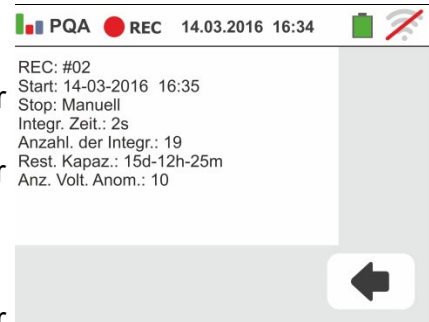 PQA REC 14.03.2016 16:34
REC: #02
Start: 14-03-2016 16:35
Stop: Manuell
Integr. Zeit.: 2s
Anzahl. der Integr.: 19
Rest. Kapaz.: 15d-12h-25m
Anz. Volt. Anom.: 10